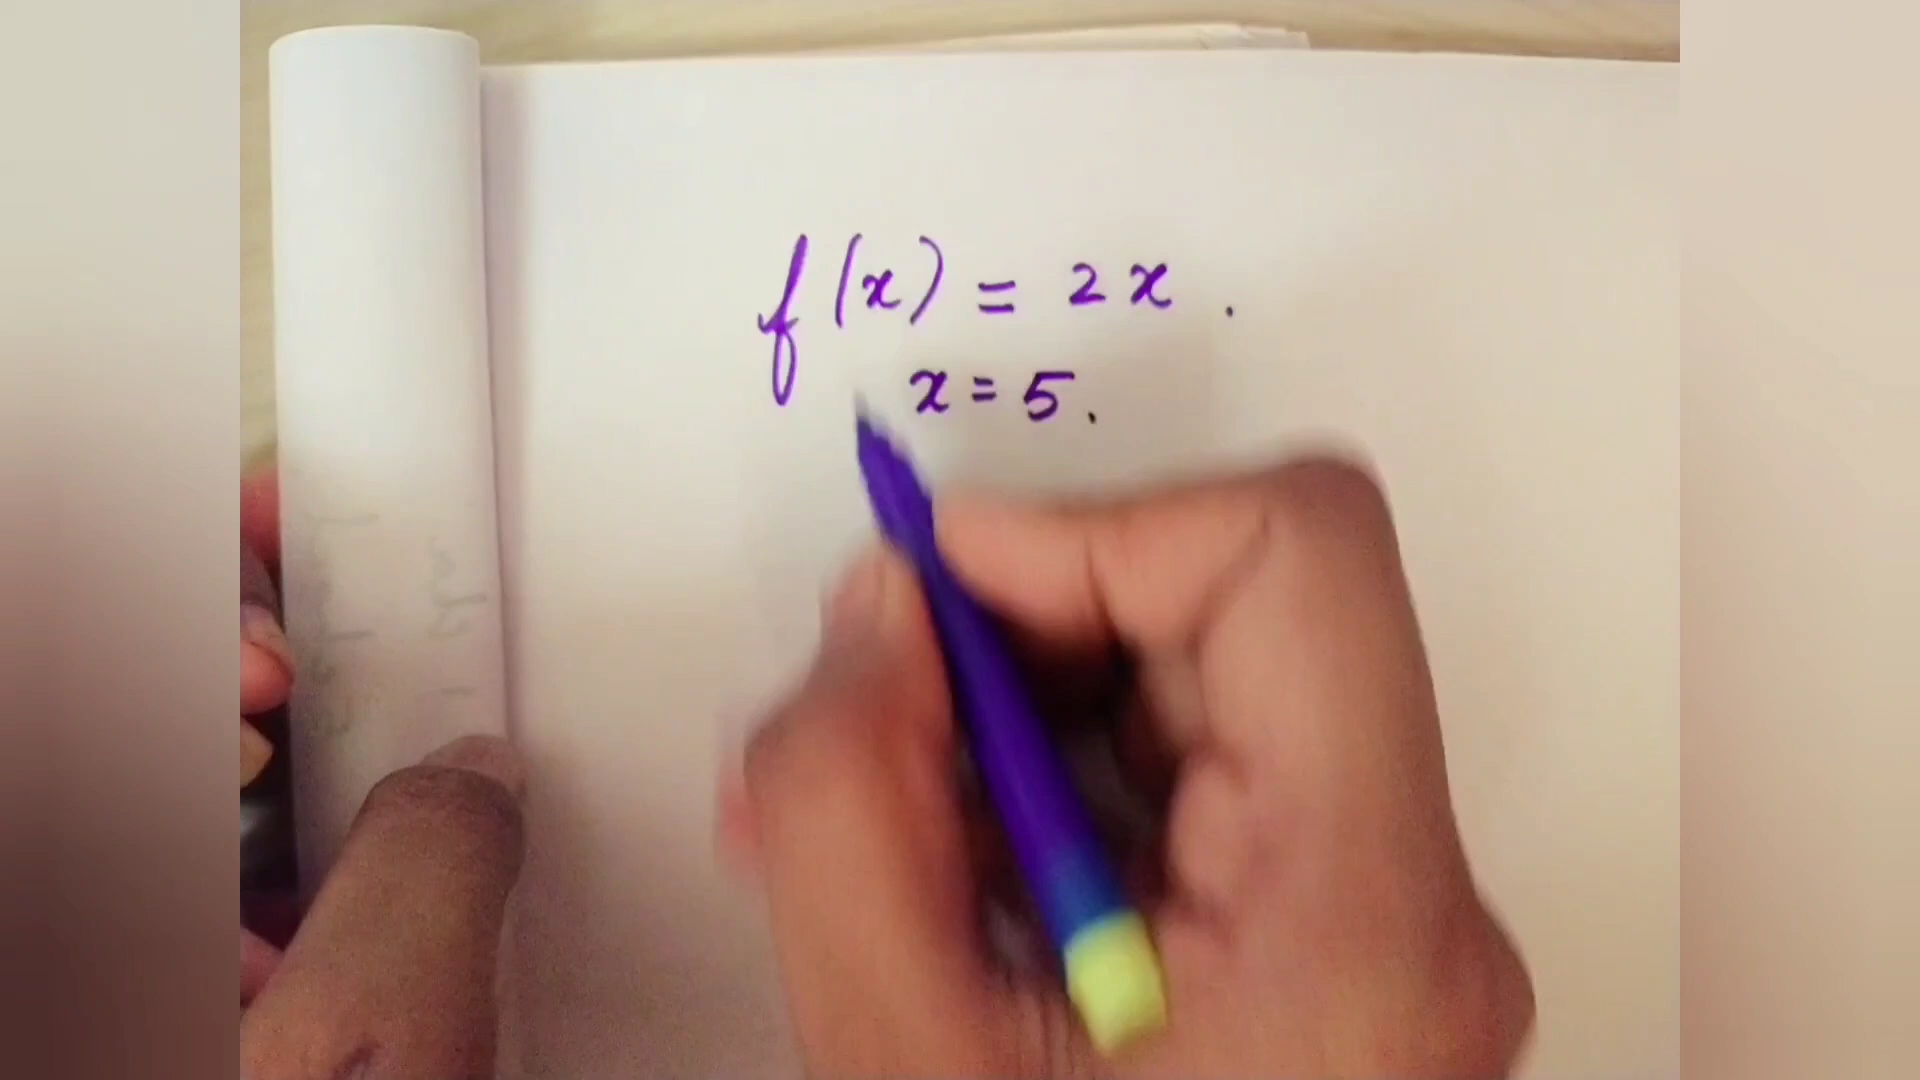 f(x) = 2x .
x = 5.